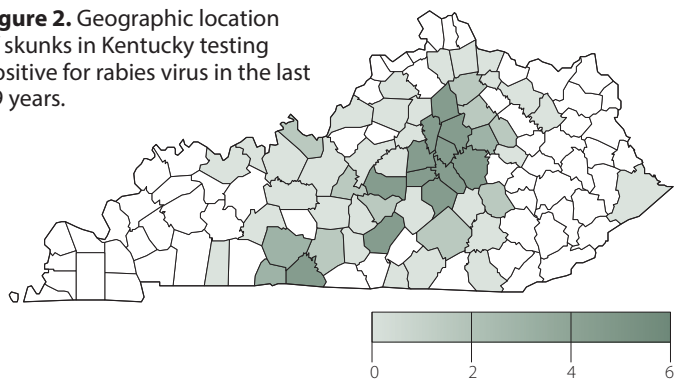 gure 2. Geographic location
skunks in Kentucky testing
ositive for rabies virus in the last
9 years.
0 2 4 6